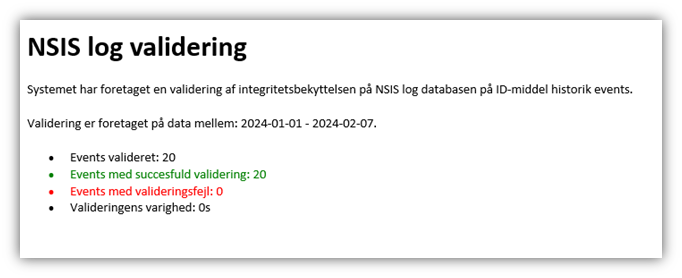 NSIS log validering
Systemet har foretaget en validering af integritetsbekyttelsen på NSIS log databasen på ID-middel historik events.
Validering er foretaget på data mellem: 2024-01-01 - 2024-02-07.
• Events valideret: 20
• Events med succesfuld validering: 20
• Events med valideringsfejl: 0
• Valideringens varighed: 0s